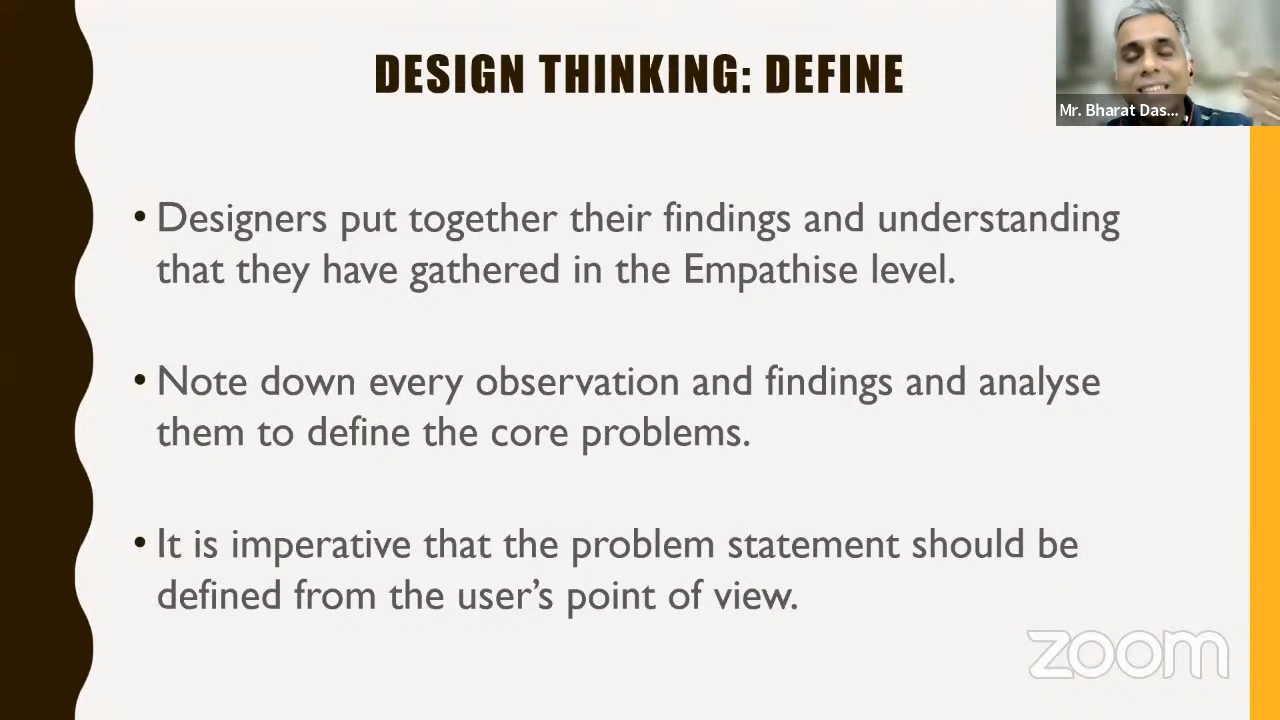 DESIGN THINKING: DEFINE
Mr. Bharat Das...
• Designers put together their findings and understanding
that they have gathered in the Empathise level.
• Note down every observation and findings and analyse
them to define the core problems.
• It is imperative that the problem statement should be
defined from the user’s point of view.
zoom